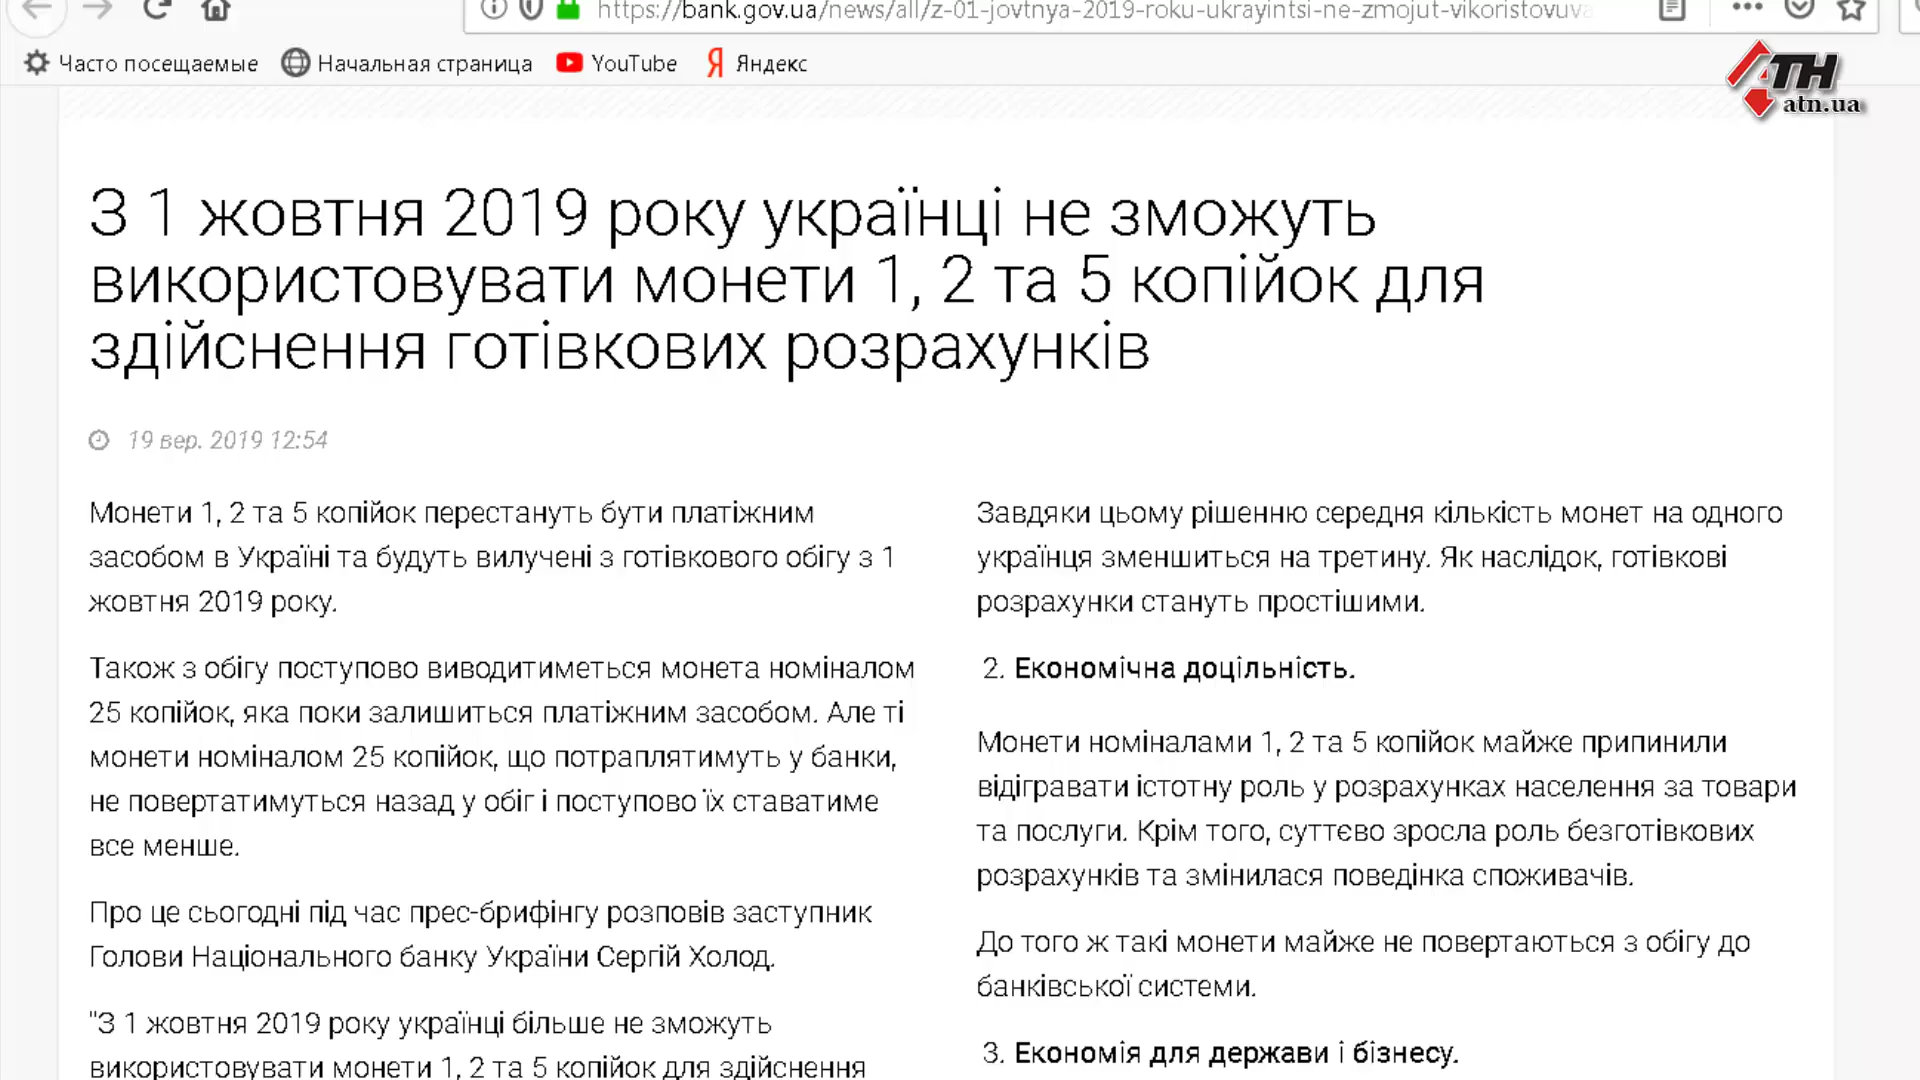 https://bank.gov.ua/news/all/z-01-jovtnya-2019-roku-ukrayintsi-ne-zmojut-vikoristovuva
Часто посещаемые
Начальная страница
YouTube
Яндекс
АТН
atn.ua
З 1 жовтня 2019 року українці не зможуть
використовувати монети 1, 2 та 5 копійок для
здійснення готівкових розрахунків
19 вер. 2019 12:54
Монети 1, 2 та 5 копійок перестануть бути платіжним
засобом в Україні та будуть вилучені з готівкового обігу з 1
жовтня 2019 року.
Також з обігу поступово виводитиметься монета номіналом
25 копійок, яка поки залишиться платіжним засобом. Але ті
монети номіналом 25 копійок, що потраплятимуть у банки,
не повертатимуться назад у обіг і поступово їх ставатиме
все менше.
Про це сьогодні під час прес-брифінгу розповів заступник
Голови Національного банку України Сергій Холод.
"З 1 жовтня 2019 року українці більше не зможуть
використовувати монети 1, 2 та 5 копійок для здійснення
Завдяки цьому рішенню середня кількість монет на одного
українця зменшиться на третину. Як наслідок, готівкові
розрахунки стануть простішими.
2. Економічна доцільність.
Монети номіналами 1, 2 та 5 копійок майже припинили
відігравати істотну роль у розрахунках населення за товари
та послуги. Крім того, суттєво зросла роль безготівкових
розрахунків та змінилася поведінка споживачів.
До того ж такі монети майже не повертаються з обігу до
банківської системи.
3. Економія для держави і бізнесу.